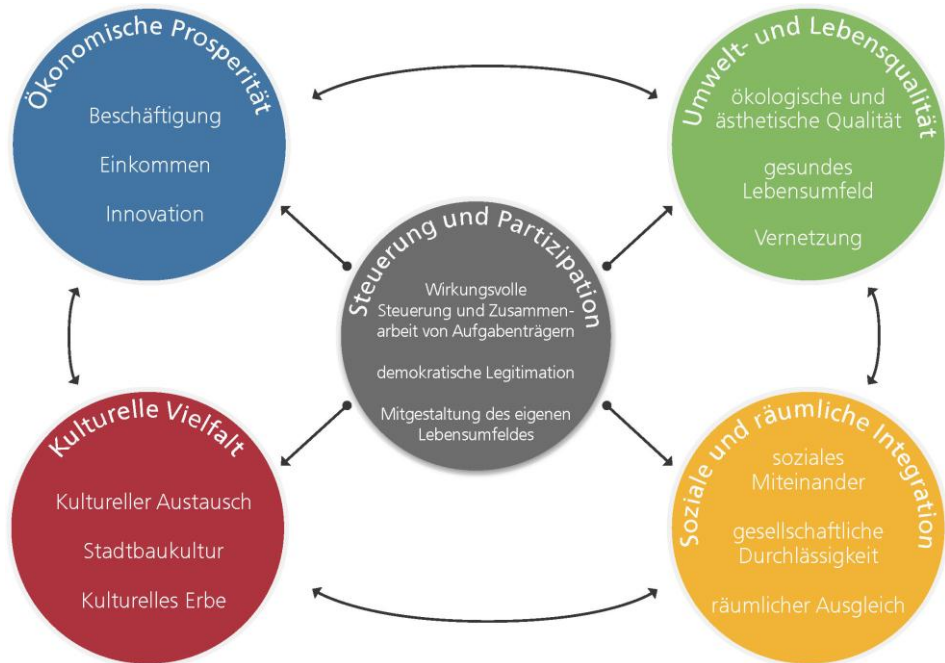 Ökonomische Prosperität
Beschäftigung
Einkommen
Innovation
Umwelt- und Lebensqualität
ökologische und
ästhetische Qualität
gesundes
Lebensumfeld
Vernetzung
Steuerung und Partizipation
Wirkungsvolle
Steuerung und Zusammen-
arbeit von Aufgabenträgern
demokratische Legitimation
Mitgestaltung des eigenen
Lebensumfeldes
Kulturelle Vielfalt
Kultureller Austausch
Stadtbaukultur
Kulturelles Erbe
Soziale und räumliche Integration
soziales
Miteinander
gesellschaftliche
Durchlässigkeit
räumlicher Ausgleich